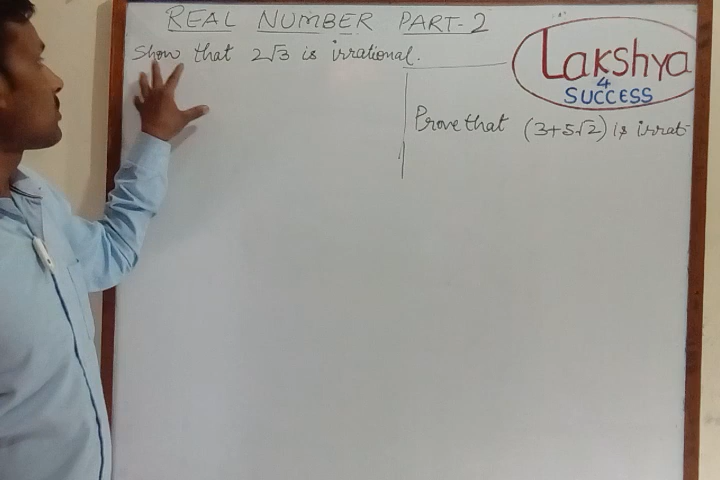 REAL NUMBER PART-2
Show that 2√3 is irrational.
Lakshya
4
SUCCESS
Prove that (3+5√2) is irrati